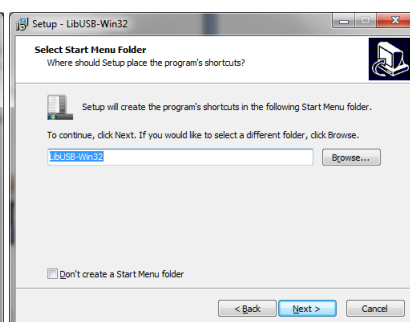 Setup - LibUSB-Win32
Select Start Menu Folder
Where should Setup place the program's shortcuts?
Setup will create the program's shortcuts in the following Start Menu folder.
To continue, click Next. If you would like to select a different folder, click Browse.
LibUSB-Win32
Browse...
Don't create a Start Menu folder
< Back
Next >
Cancel